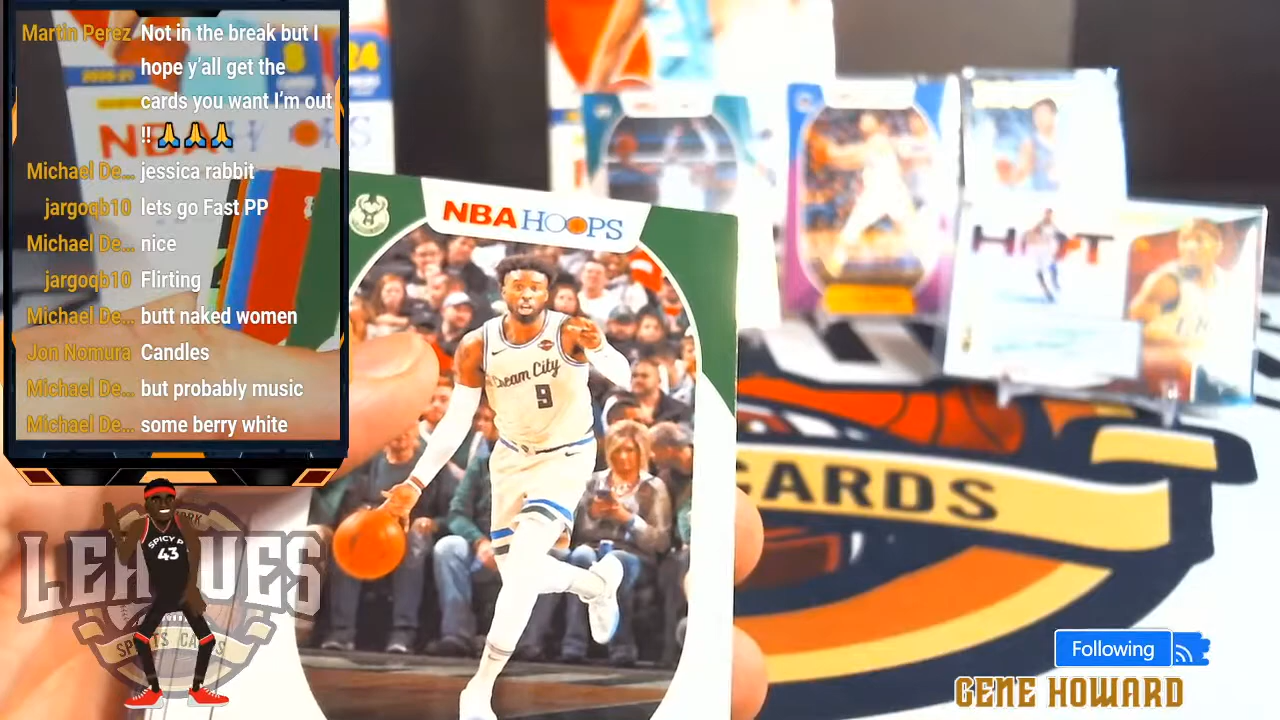 Martin Perez Not in the break but I
hope y'all get the
cards you want I'm out
!! 🙏🙏🙏
Michael De... jessica rabbit
jargoqb10 lets go Fast PP
Michael De... nice
jargoqb10 Flirting
Michael De... butt naked women
Jon Nomura Candles
Michael De... but probably music
Michael De... some berry white
NBA HOOPS
Cream City
9
HOT
CARDS
LEAGUES
SPICY P
43
SPORTS CARDS
Following
GENE HOWARD